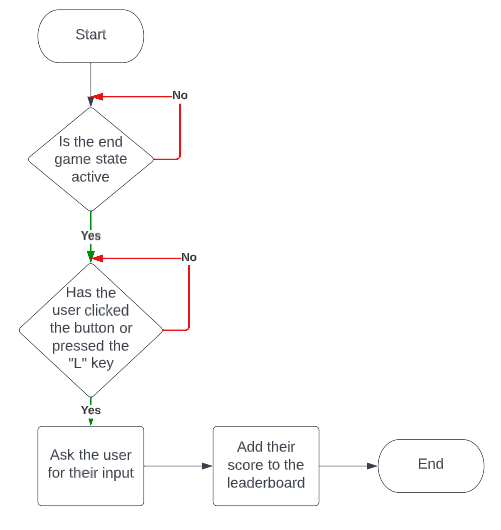 Start
No
Is the end
game state
active
Yes
No
Has the
user clicked
the button or
pressed the
"L" key
Yes
Ask the user
for their input
Add their
score to the
leaderboard
End